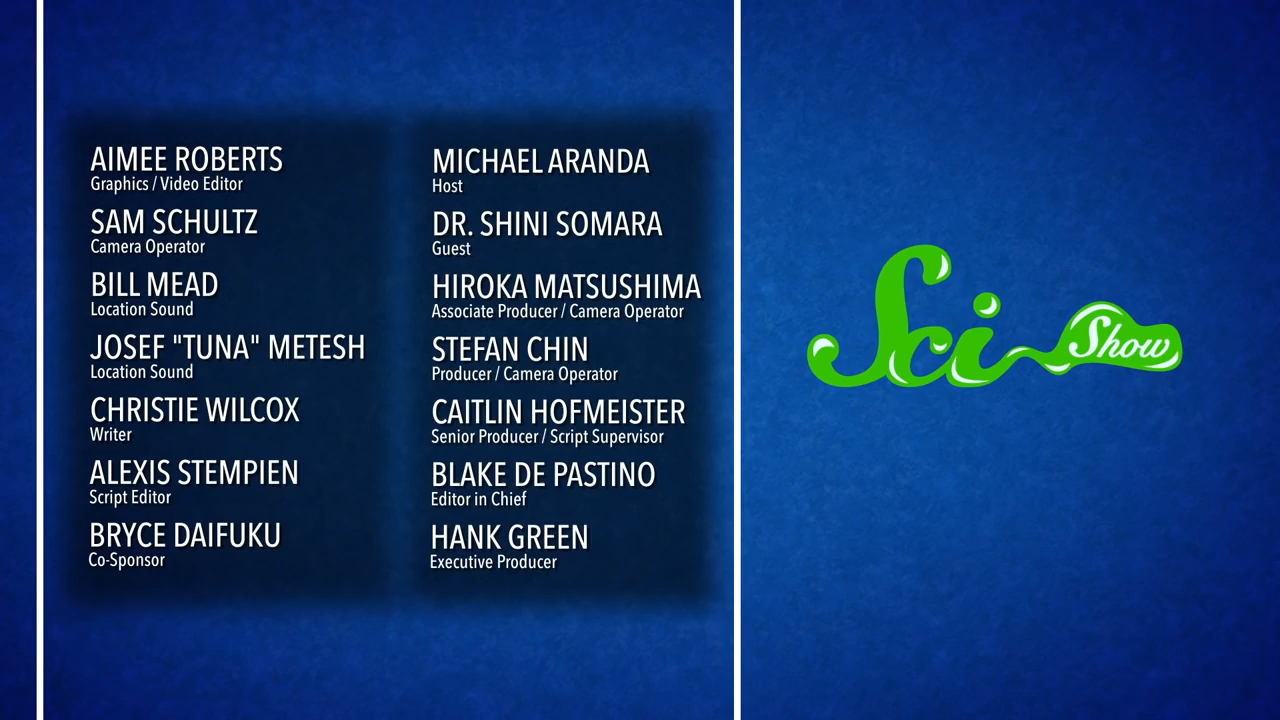 AIMEE ROBERTS
Graphics / Video Editor
SAM SCHULTZ
Camera Operator
BILL MEAD
Location Sound
JOSEF "TUNA" METESH
Location Sound
CHRISTIE WILCOX
Writer
ALEXIS STEMPIEN
Script Editor
BRYCE DAIFUKU
Co-Sponsor
MICHAEL ARANDA
Host
DR. SHINI SOMARA
Guest
HIROKA MATSUSHIMA
Associate Producer / Camera Operator
STEFAN CHIN
Producer / Camera Operator
CAITLIN HOFMEISTER
Senior Producer / Script Supervisor
BLAKE DE PASTINO
Editor in Chief
HANK GREEN
Executive Producer
Sci Show